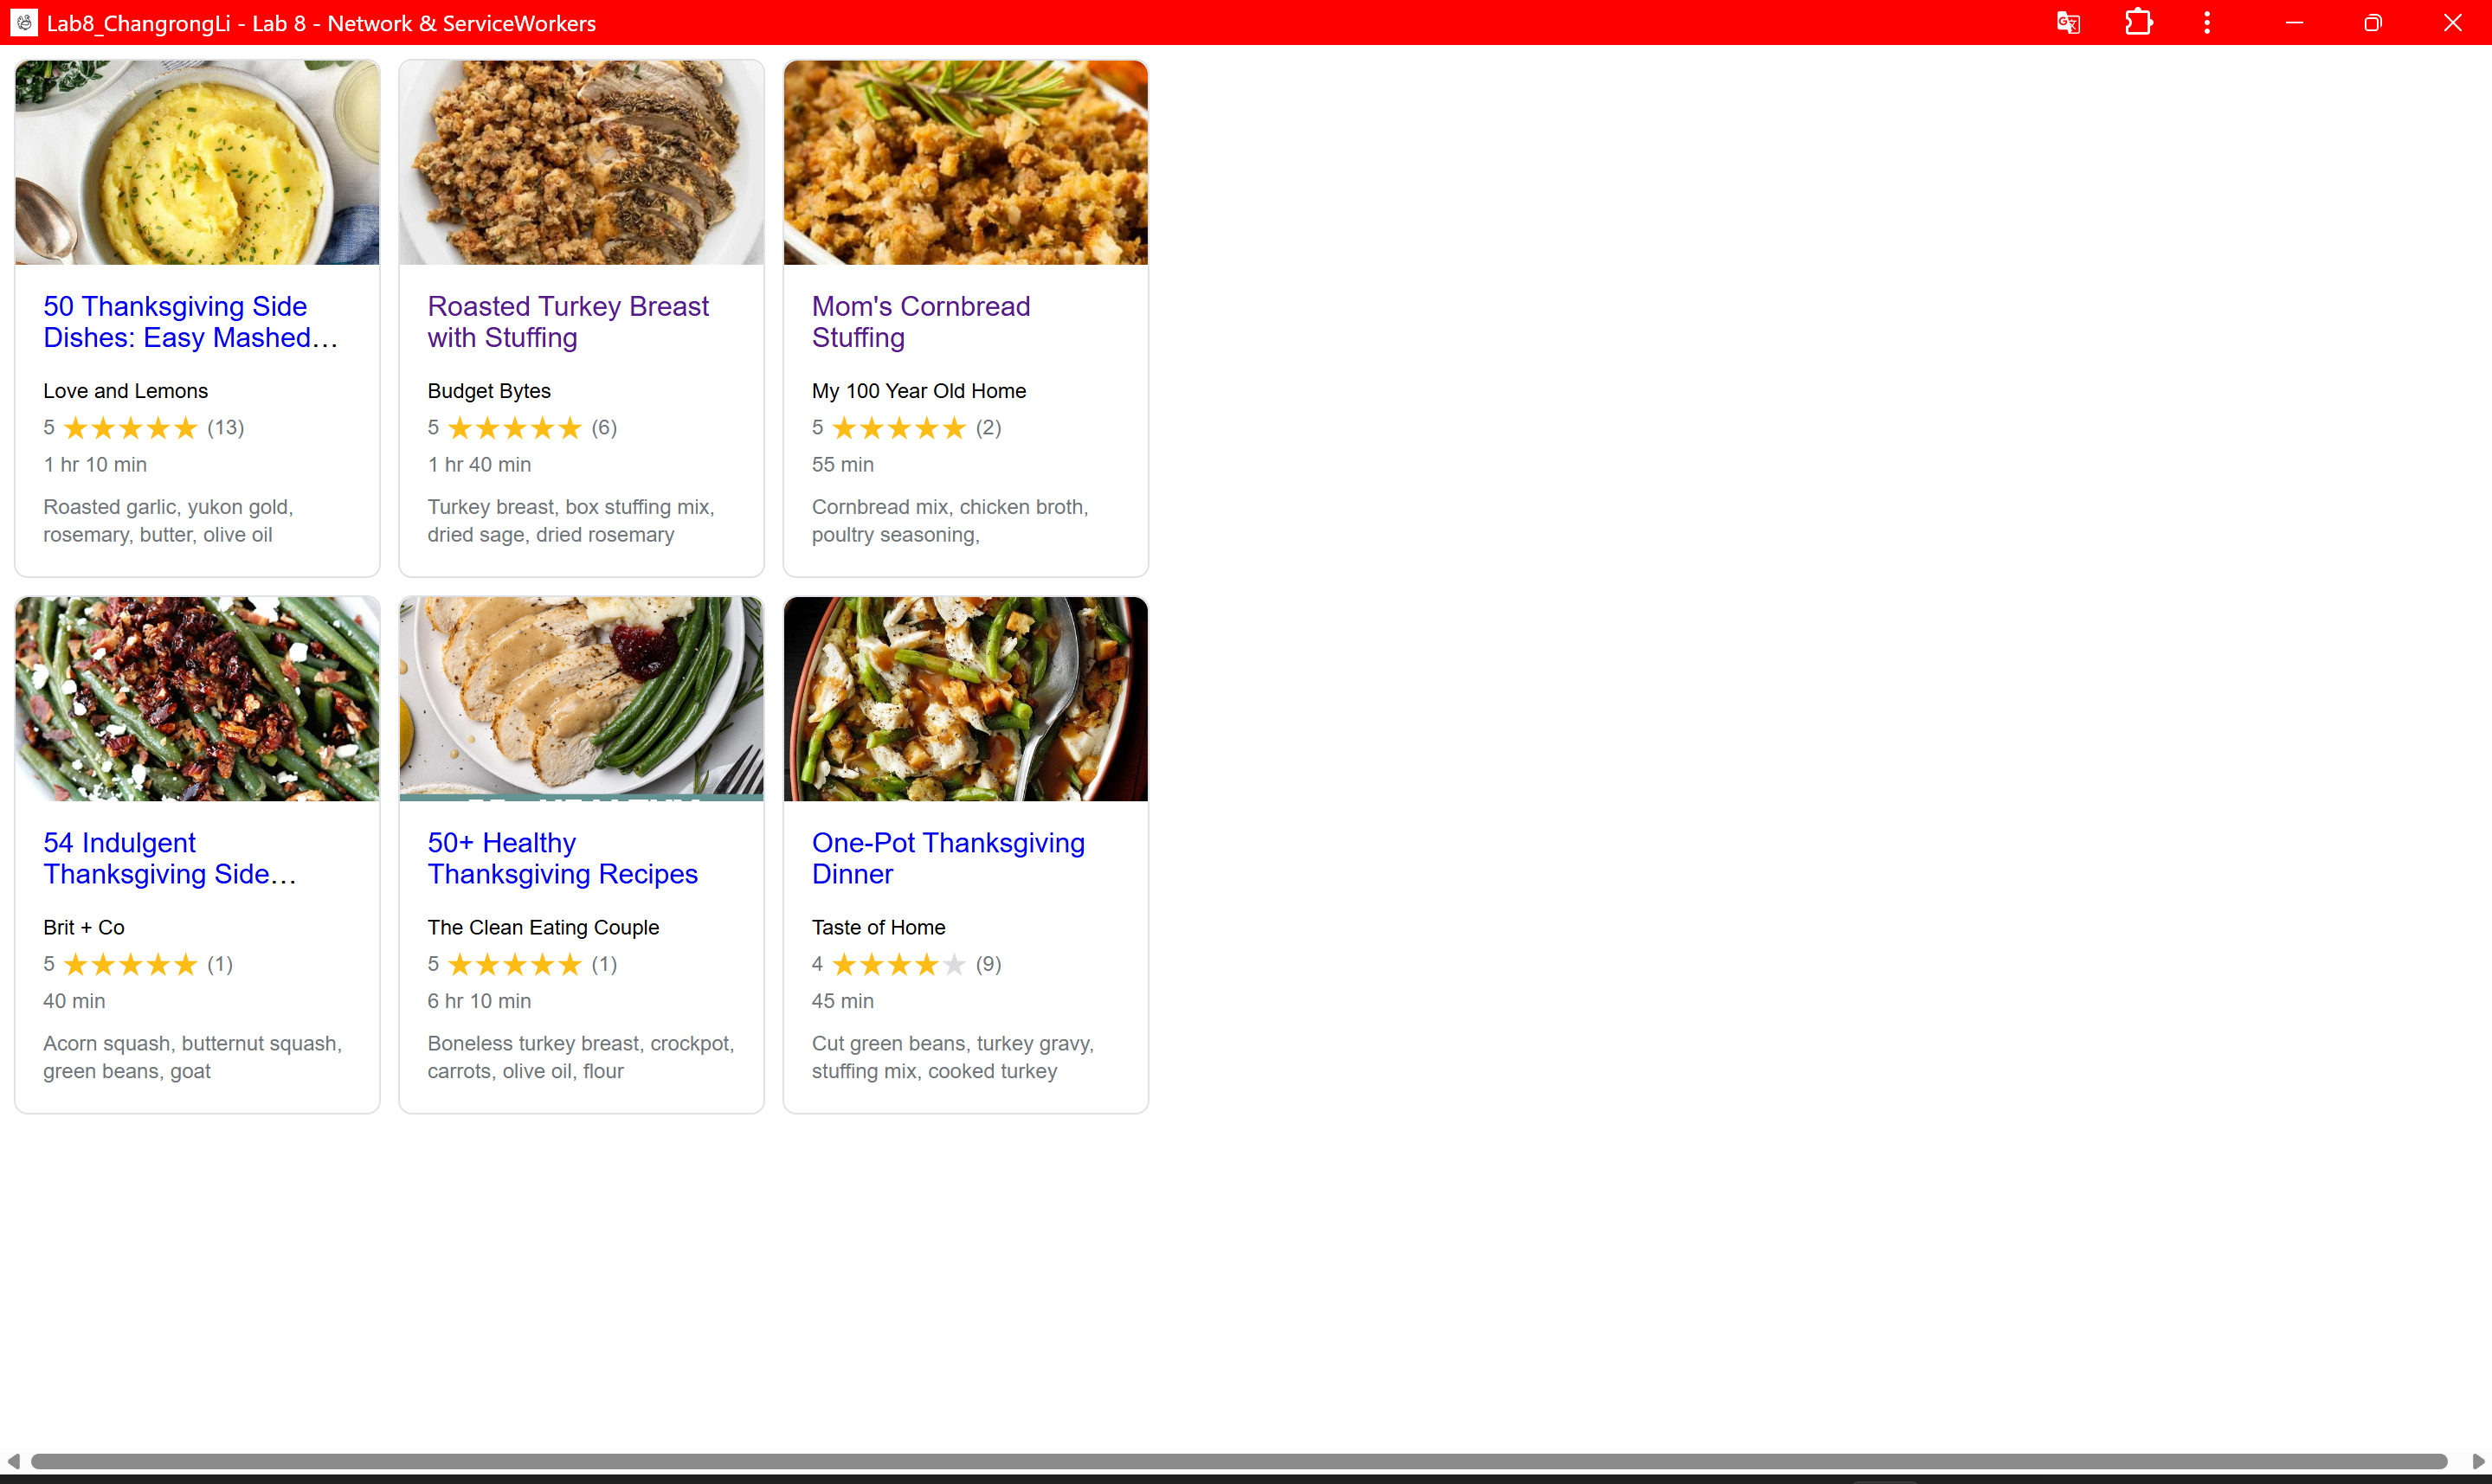 Lab8_ChangrongLi - Lab 8 - Network & ServiceWorkers
50 Thanksgiving Side
Dishes: Easy Mashed...
Love and Lemons
5 ★★★★★ (13)
1 hr 10 min
Roasted garlic, yukon gold,
rosemary, butter, olive oil
Roasted Turkey Breast
with Stuffing
Budget Bytes
5 ★★★★★ (6)
1 hr 40 min
Turkey breast, box stuffing mix,
dried sage, dried rosemary
Mom's Cornbread
Stuffing
My 100 Year Old Home
5 ★★★★★ (2)
55 min
Cornbread mix, chicken broth,
poultry seasoning,
54 Indulgent
Thanksgiving Side...
Brit + Co
5 ★★★★★ (1)
40 min
Acorn squash, butternut squash,
green beans, goat
50+ Healthy
Thanksgiving Recipes
The Clean Eating Couple
5 ★★★★★ (1)
6 hr 10 min
Boneless turkey breast, crockpot,
carrots, olive oil, flour
One-Pot Thanksgiving
Dinner
Taste of Home
4 ★★★★★ (9)
45 min
Cut green beans, turkey gravy,
stuffing mix, cooked turkey